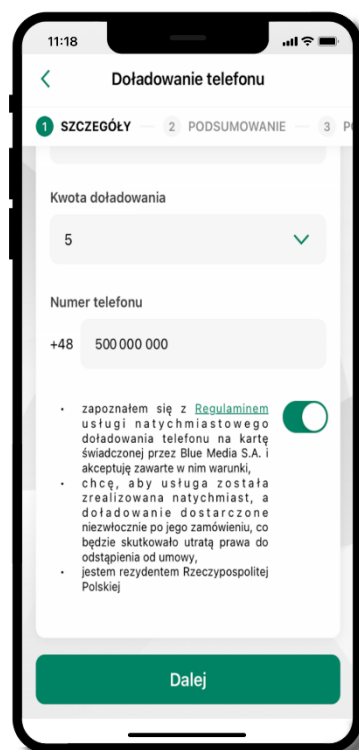 11:18
Doładowanie telefonu
1 SZCZEGÓŁY 2 PODSUMOWANIE 3
Kwota doładowania
5
Numer telefonu
+48 500 000 000
• zapoznałem się z Regulaminem
usługi natychmiastowego
doładowania telefonu na kartę
świadczonej przez Blue Media S.A. i
akceptuję zawarte w nim warunki,
• chcę, aby usługa została
zrealizowana natychmiast, a
doładowanie dostarczone
niezwłocznie po jego zamówieniu, co
będzie skutkowało utratą prawa do
odstąpienia od umowy,
• jestem rezydentem Rzeczypospolitej
Polskiej
Dalej